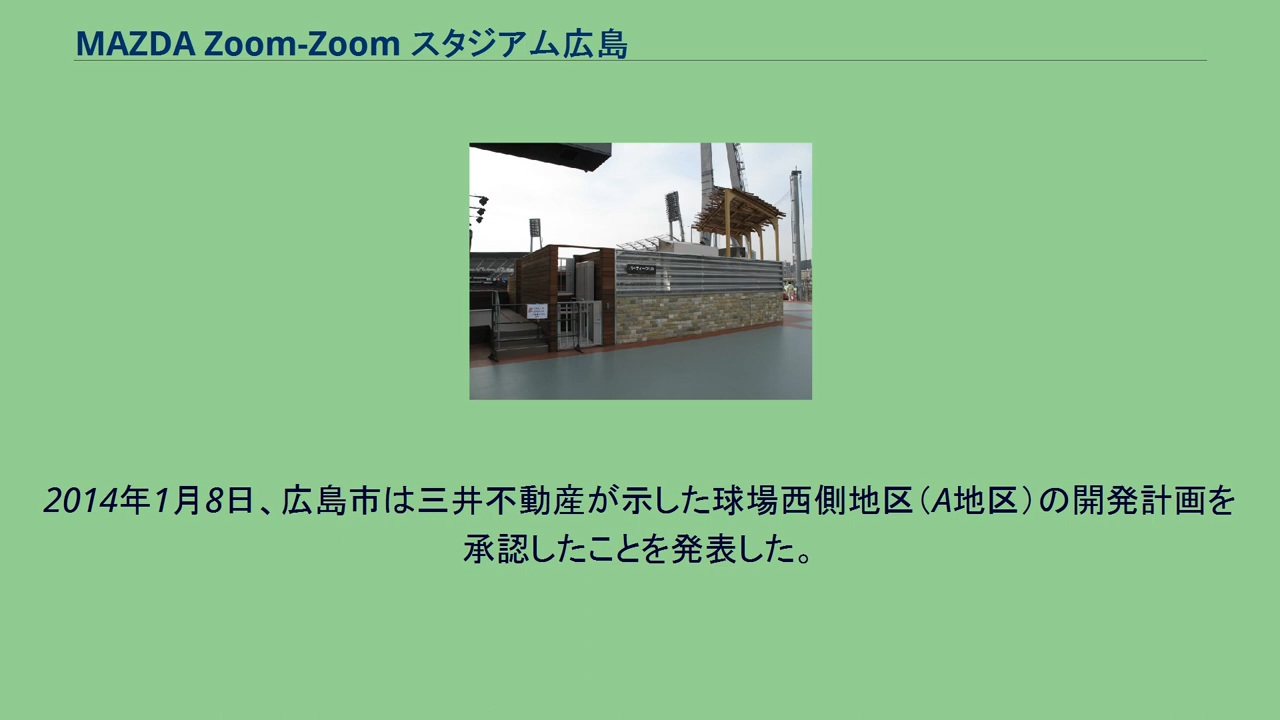 MAZDA Zoom-Zoom スタジアム広島
2014年1月8日、広島市は三井不動産が示した球場西側地区（A地区）の開発計画を
承認したことを発表した。